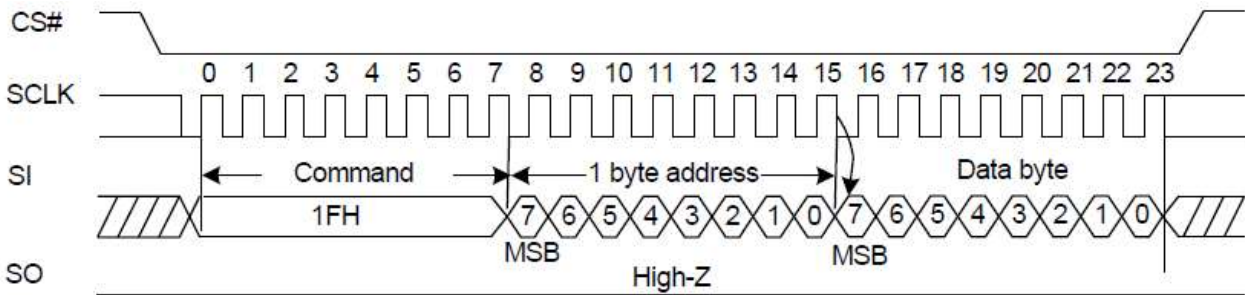 CS#
0 1 2 3 4 5 6 7 8 9 10 11 12 13 14 15 16 17 18 19 20 21 22 23
SCLK
SI Command 1 byte address Data byte
1FH 7 6 5 4 3 2 1 0 7 6 5 4 3 2 1 0
MSB MSB
SO High-Z